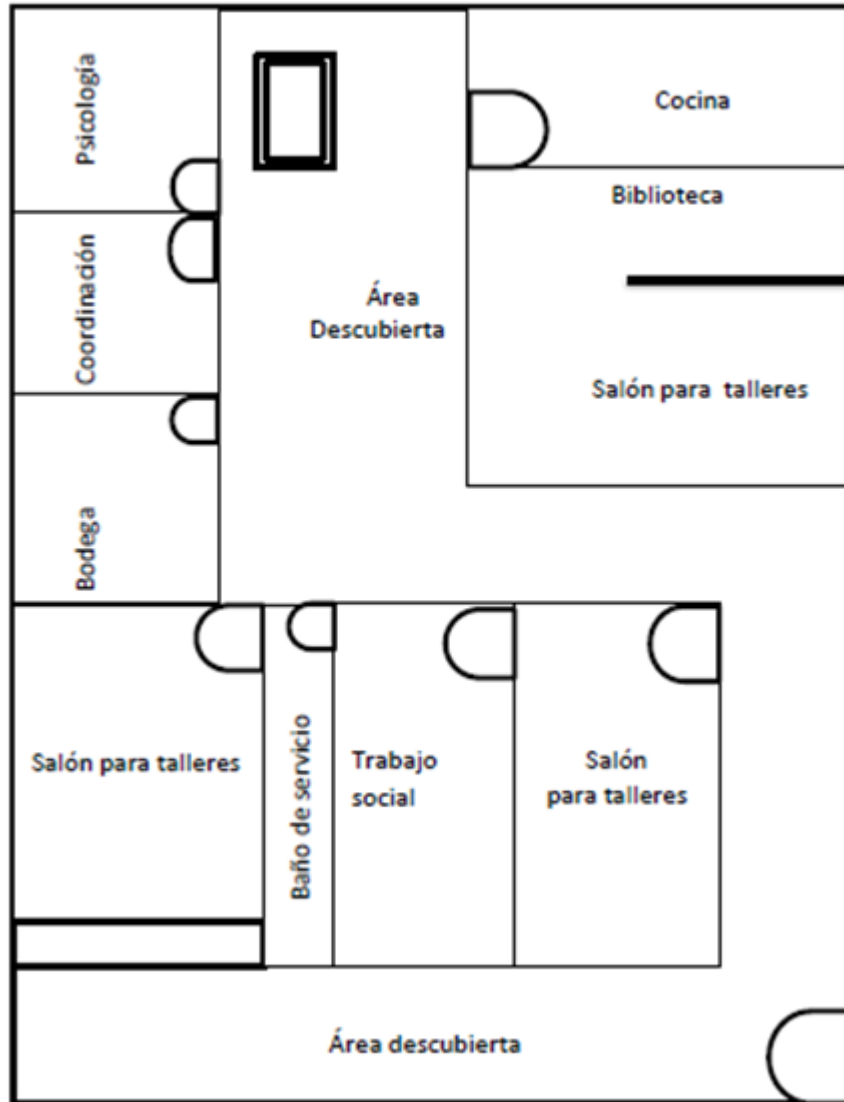 Psicología
Cocina
Biblioteca
Coordinación
Área
Descubierta
Salón para talleres
Bodega
Salón para talleres
Baño de servicio
Trabajo
social
Salón
para talleres
Área descubierta